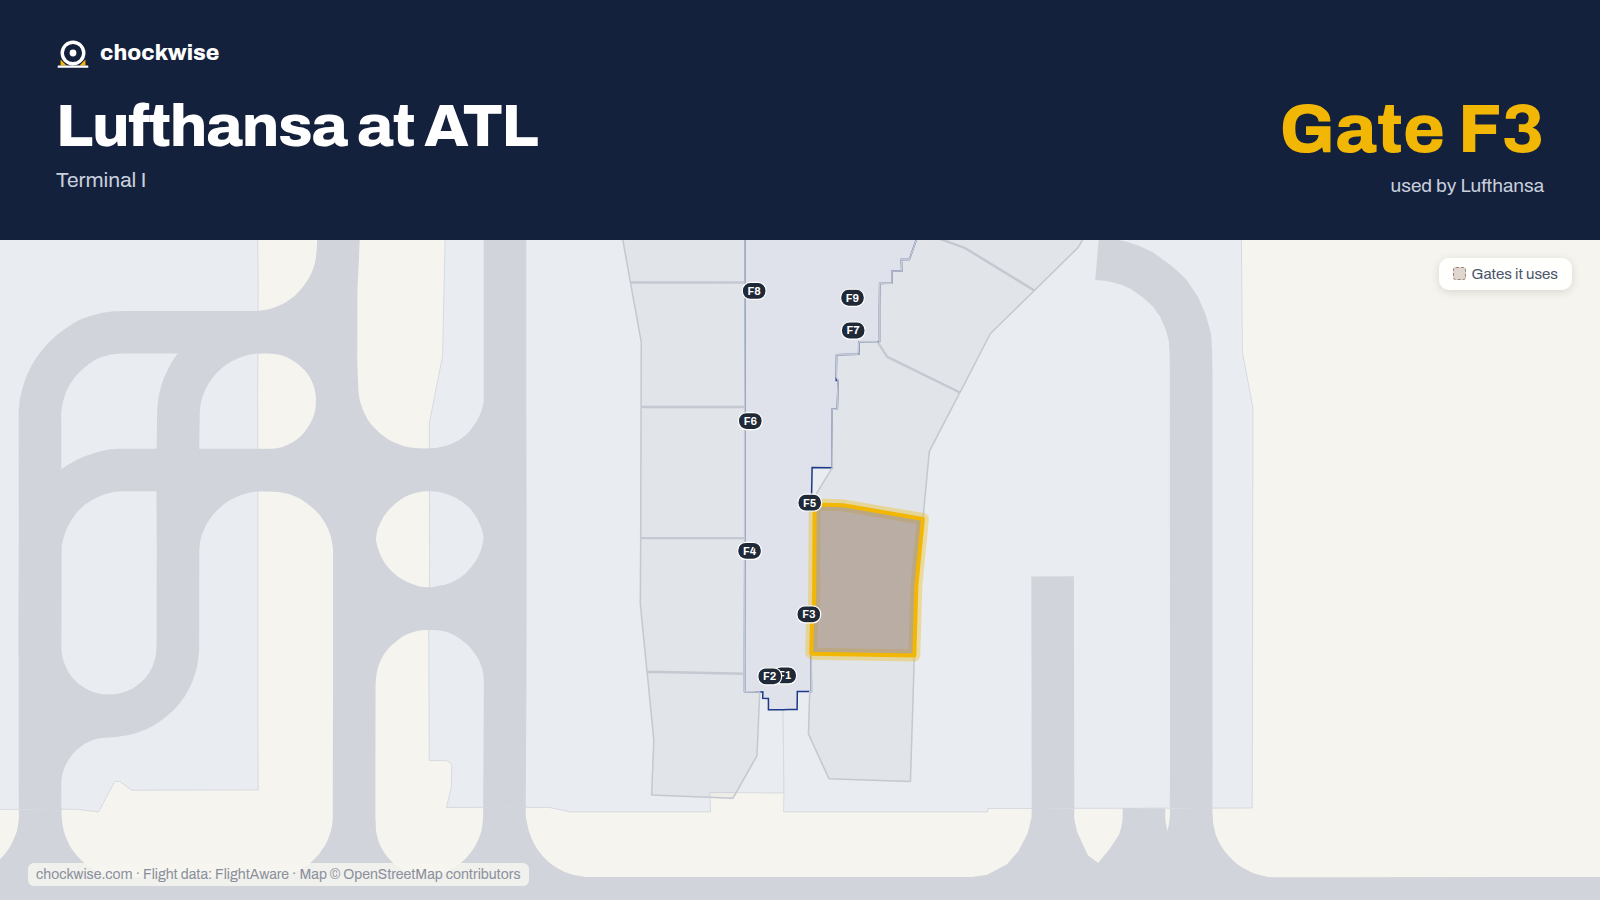 chockwise
Lufthansa at ATL
Terminal I
Gate F3
used by Lufthansa
Gates it uses
F8
F9
F7
F6
F5
F4
F3
F2
F1
chockwise.com · Flight data: FlightAware · Map © OpenStreetMap contributors